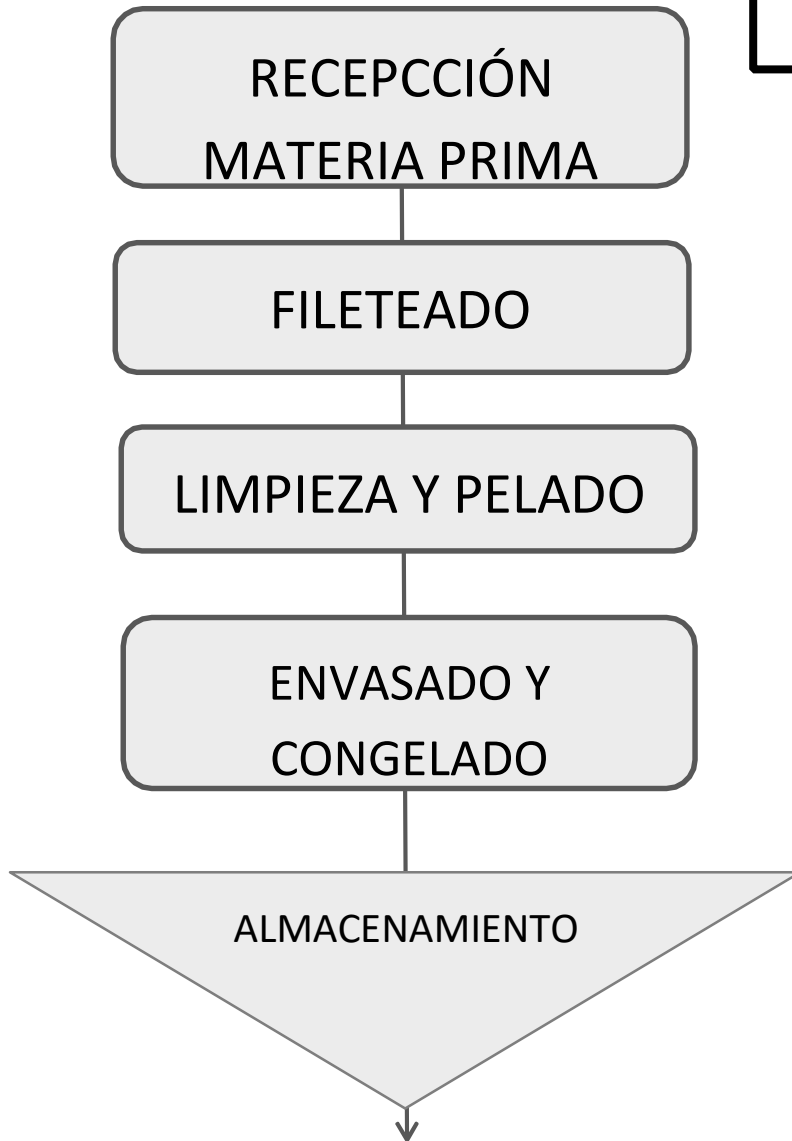 RECEPCCIÓN
MATERIA PRIMA
FILETEADO
LIMPIEZA Y PELADO
ENVASADO Y
CONGELADO
ALMACENAMIENTO